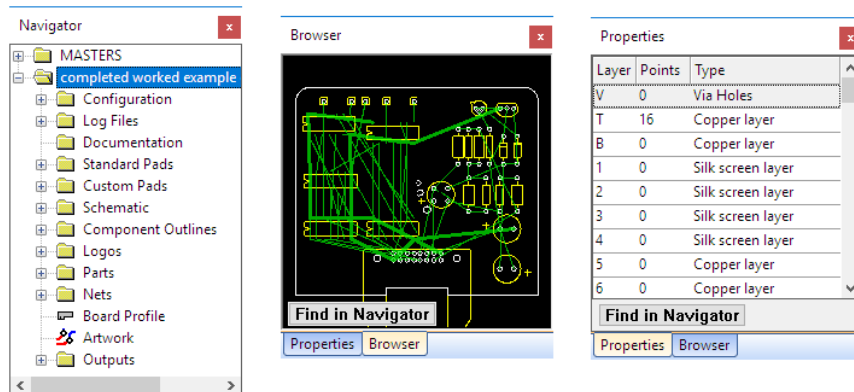 Navigator
x
MASTERS
completed worked example
Configuration
Log Files
Documentation
Standard Pads
Custom Pads
Schematic
Component Outlines
Logos
Parts
Nets
Board Profile
Artwork
Outputs
Browser
x
+
+
+
Find in Navigator
Properties Browser
Properties
x
Layer Points Type
V 0 Via Holes
T 16 Copper layer
B 0 Copper layer
1 0 Silk screen layer
2 0 Silk screen layer
3 0 Silk screen layer
4 0 Silk screen layer
5 0 Copper layer
6 0 Copper layer
Find in Navigator
Properties Browser